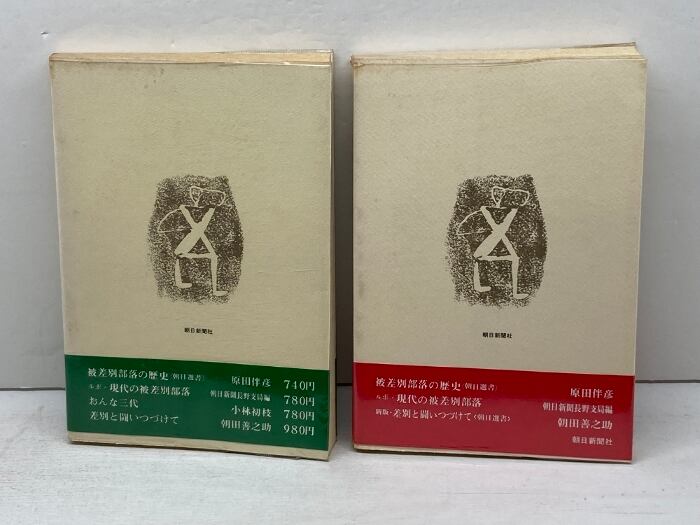 朝日新聞社
被差別部落の歴史〈朝日選書〉 原田伴彦 740円
ルポ・現代の被差別部落 朝日新聞長野支局編 780円
おんな三代 小林初枝 780円
差別と闘いつづけて 朝田善之助 980円
朝日新聞社
被差別部落の歴史〈朝日選書〉 原田伴彦
ルポ・現代の被差別部落 朝日新聞長野支局編
新版・差別と闘いつづけて〈朝日選書〉 朝田善之助
朝日新聞社